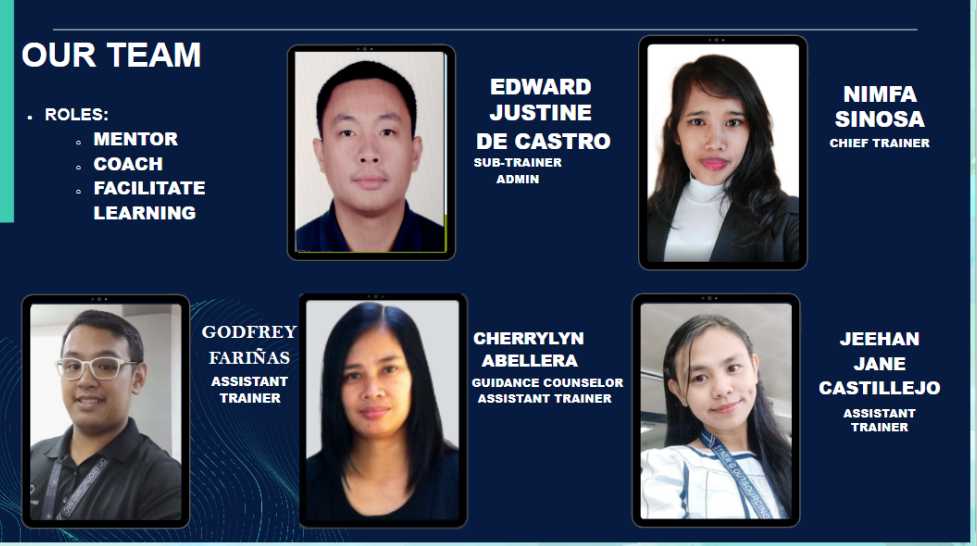 OUR TEAM
• ROLES:
◦ MENTOR
◦ COACH
◦ FACILITATE
LEARNING
EDWARD
JUSTINE
DE CASTRO
SUB-TRAINER
ADMIN
NIMFA
SINOSA
CHIEF TRAINER
GODFREY
FARIÑAS
ASSISTANT
TRAINER
CHERRYLYN
ABELLERA
GUIDANCE COUNSELOR
ASSISTANT TRAINER
JEEHAN
JANE
CASTILLEJO
ASSISTANT
TRAINER